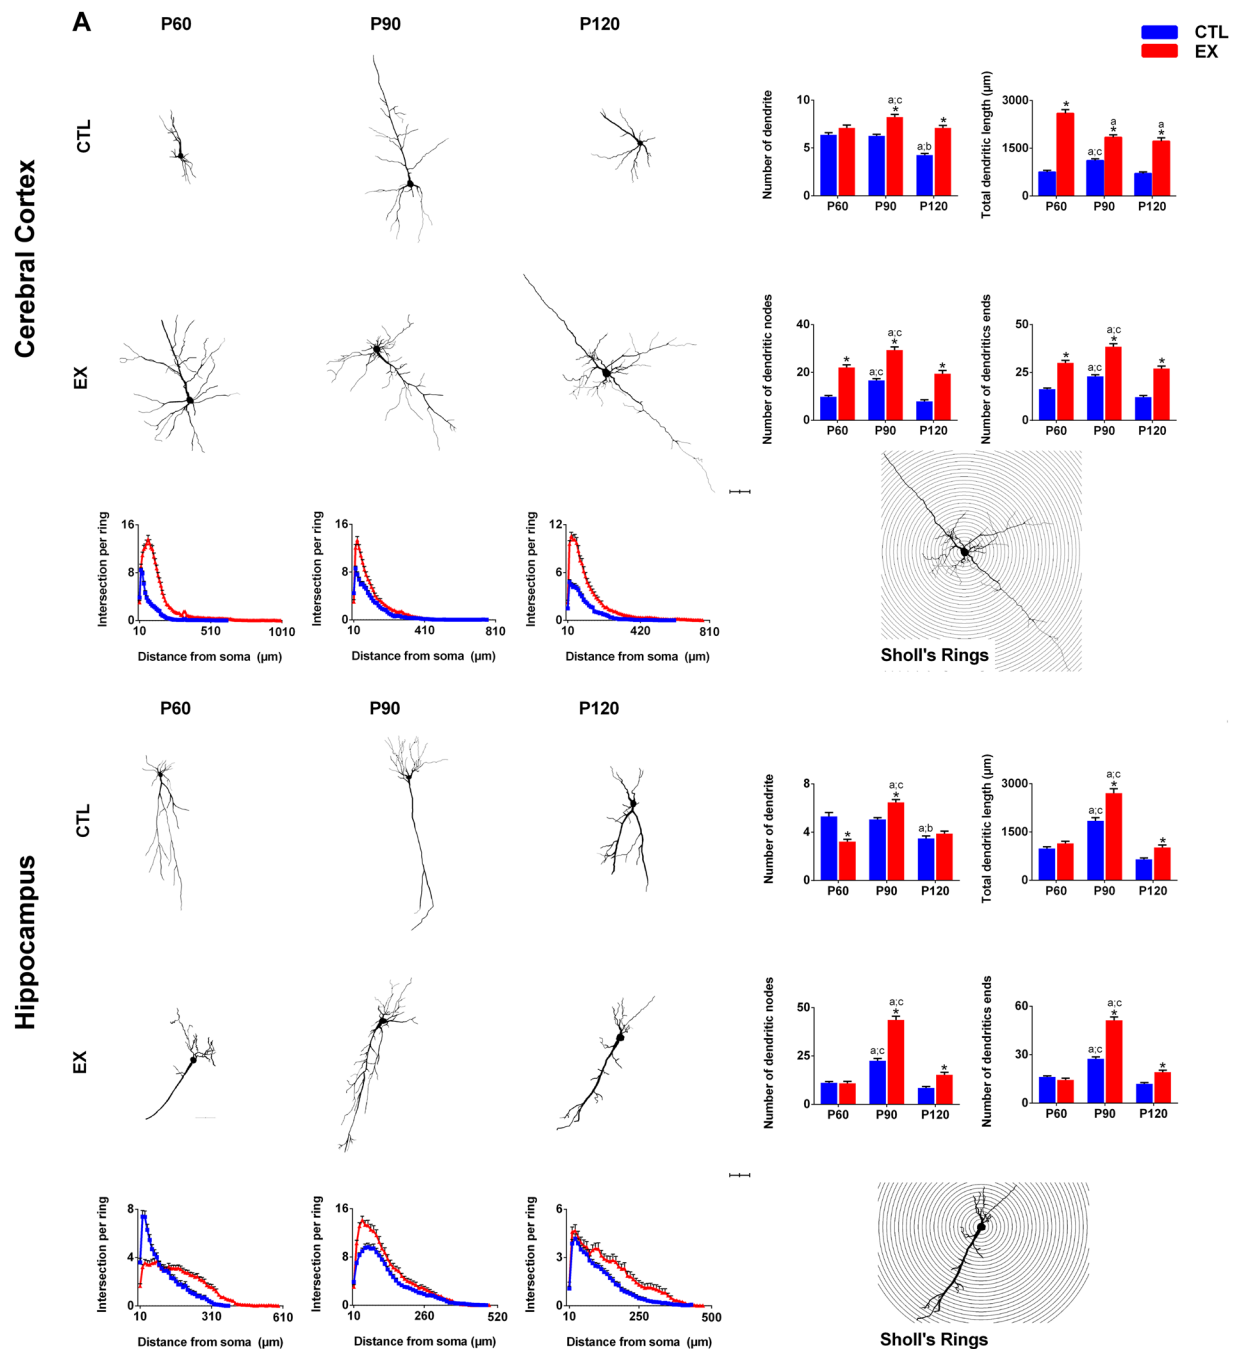 A
P60
P90
P120
CTL
EX
Cerebral Cortex
CTL
EX
Number of dendrite
10
5
0
a;c
*
*
a;b
P60
P90
P120
Total dendritic length (µm)
3000
1500
0
*
a;c
a
*
a
*
P60
P90
P120
Number of dendritic nodes
40
20
0
*
a;c
a;c
*
*
P60
P90
P120
Number of dendritics ends
50
25
0
*
a;c
a;c
*
*
P60
P90
P120
Intersection per ring
16
8
0
10
510
1010
Distance from soma (µm)
Intersection per ring
16
8
0
10
410
810
Distance from soma (µm)
Intersection per ring
12
6
0
10
420
810
Distance from soma (µm)
Sholl's Rings
P60
P90
P120
Hippocampus
CTL
EX
Number of dendrite
8
4
0
*
a;c
*
a;b
P60
P90
P120
Total dendritic length (µm)
3000
1500
0
a;c
a;c
*
*
P60
P90
P120
Number of dendritic nodes
50
25
0
a;c
a;c
*
*
P60
P90
P120
Number of dendritics ends
60
30
0
a;c
a;c
*
*
P60
P90
P120
Intersection per ring
8
4
0
10
310
610
Distance from soma (µm)
Intersection per ring
16
8
0
10
260
520
Distance from soma (µm)
Intersection per ring
6
3
0
10
250
500
Distance from soma (µm)
Sholl's Rings